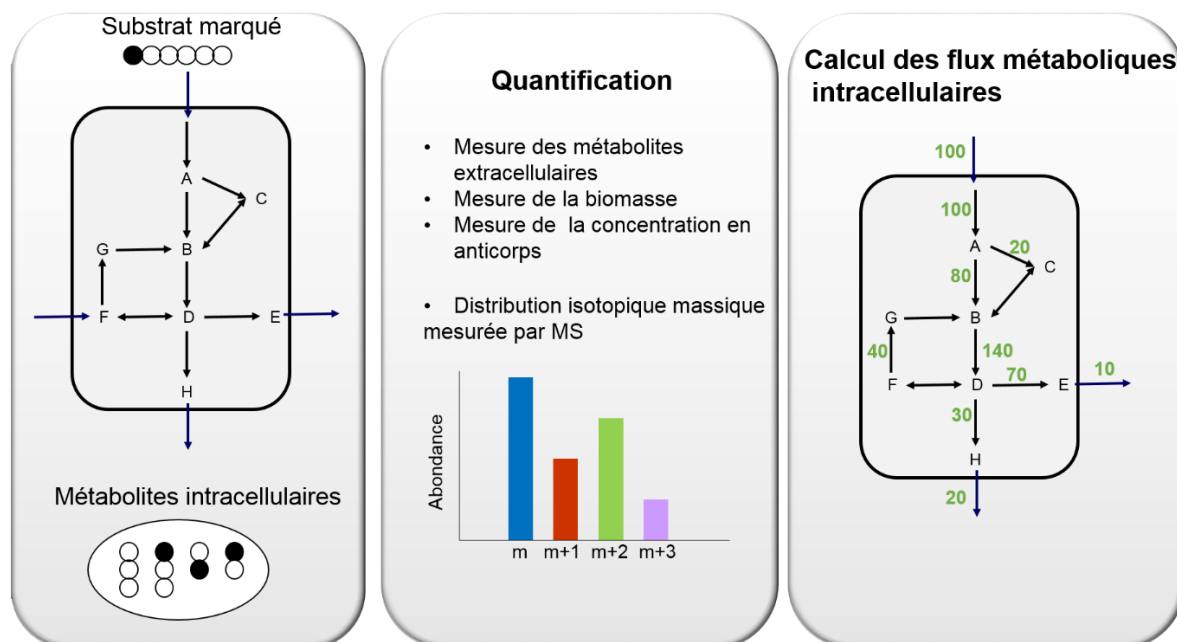 Substrat marqué
A
C
G
B
F
D
E
H
Métabolites intracellulaires
Quantification
• Mesure des métabolites
extracellulaires
• Mesure de la biomasse
• Mesure de la concentration en
anticorps
• Distribution isotopique massique
mesurée par MS
Abondance
m m+1 m+2 m+3
Calcul des flux métaboliques
intracellulaires
100
100
A
20
C
80
G
B
40
140
F
D
70
E
10
30
H
20